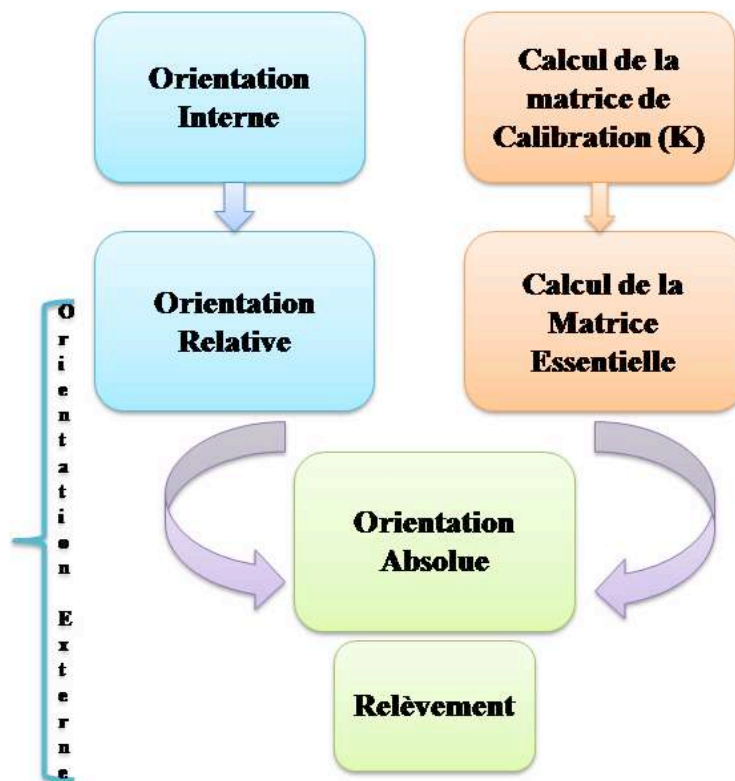 Orientation
Interne
Calcul de la
matrice de
Calibration (K)
Orientation
Relative
Calcul de la
Matrice
Essentielle
Orientation
Absolue
Relèvement
Orientation Externe